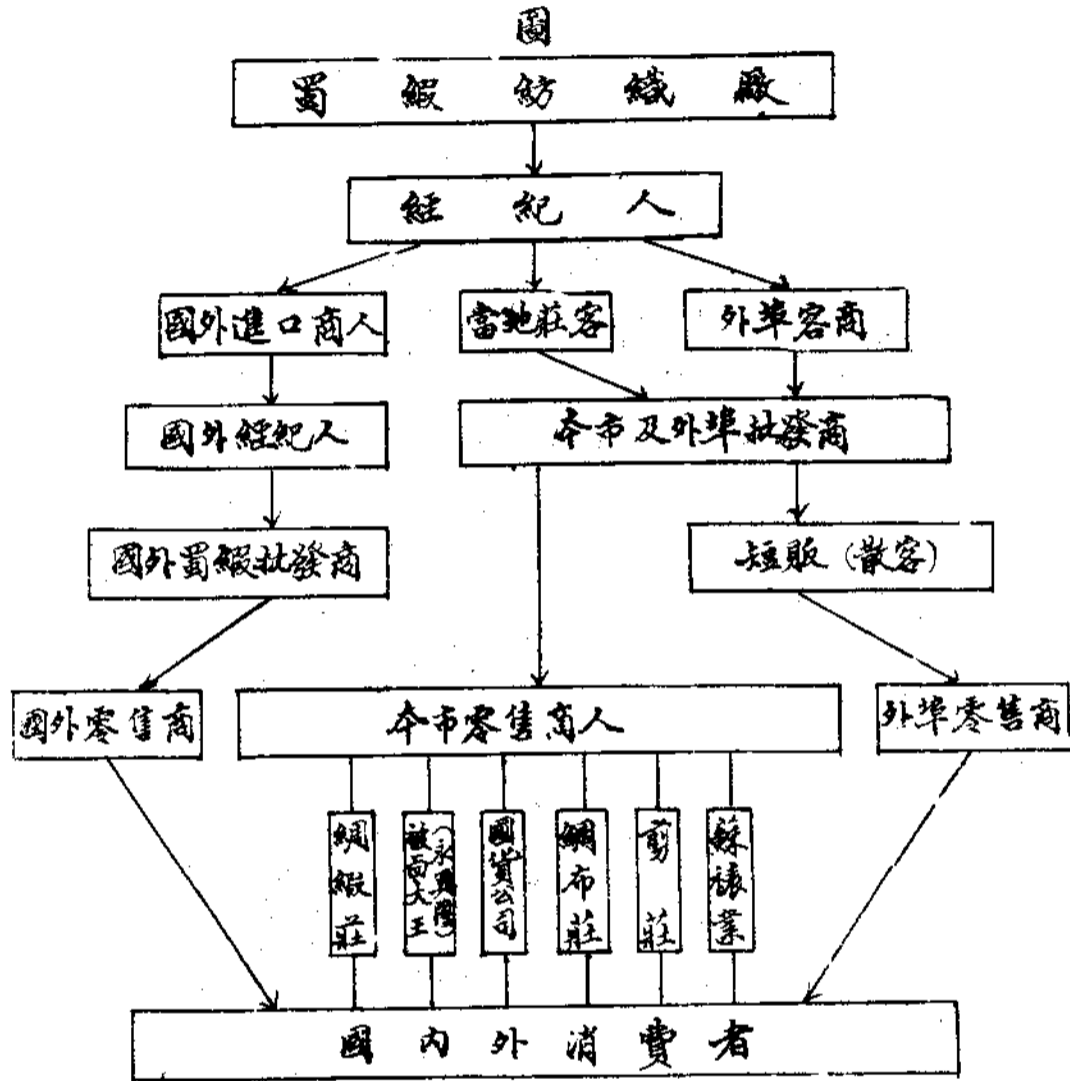 圖
蜀緞紡織廠
經紀人
國外進口商人
當地莊客
外埠客商
國外經紀人
本市及外埠批發商
國外蜀緞批發商
短販(散客)
國外零售商
本市零售商人
外埠零售商
綢緞莊
被面大王
(永興隆)
國貨公司
綢布莊
剪莊
蘇裱業
國內外消費者